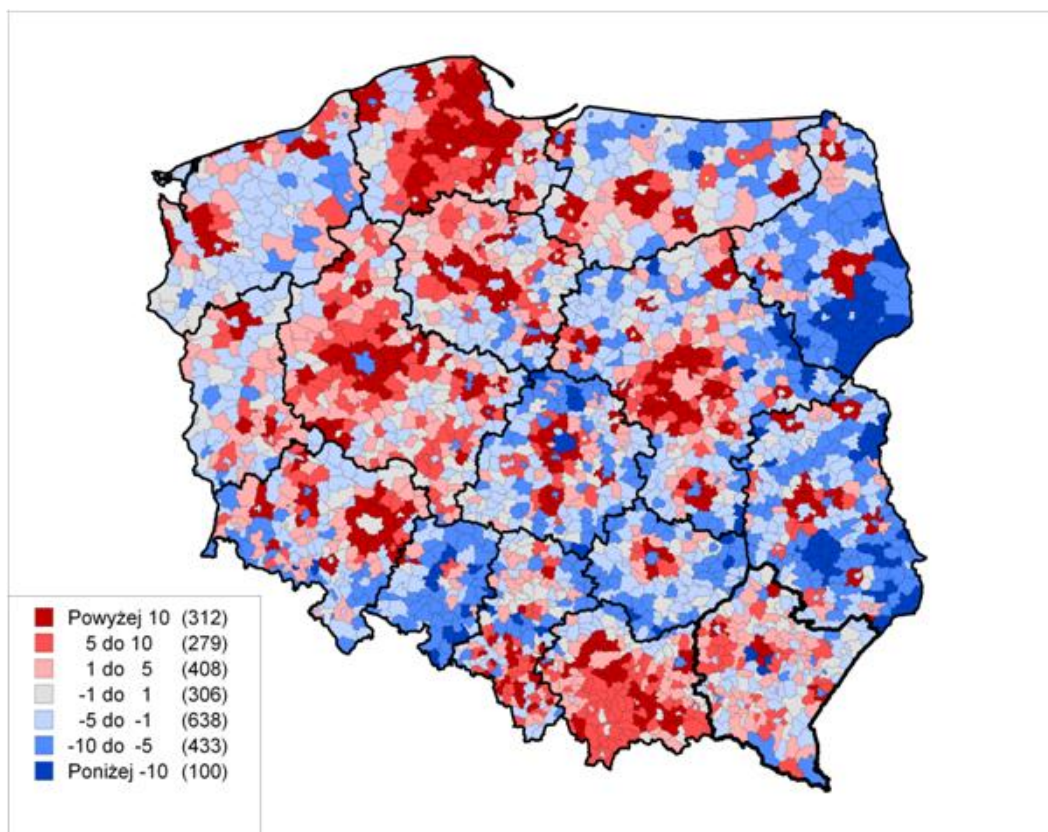 Powyżej 10 (312)
5 do 10 (279)
1 do 5 (408)
-1 do 1 (306)
-5 do -1 (638)
-10 do -5 (433)
Poniżej -10 (100)